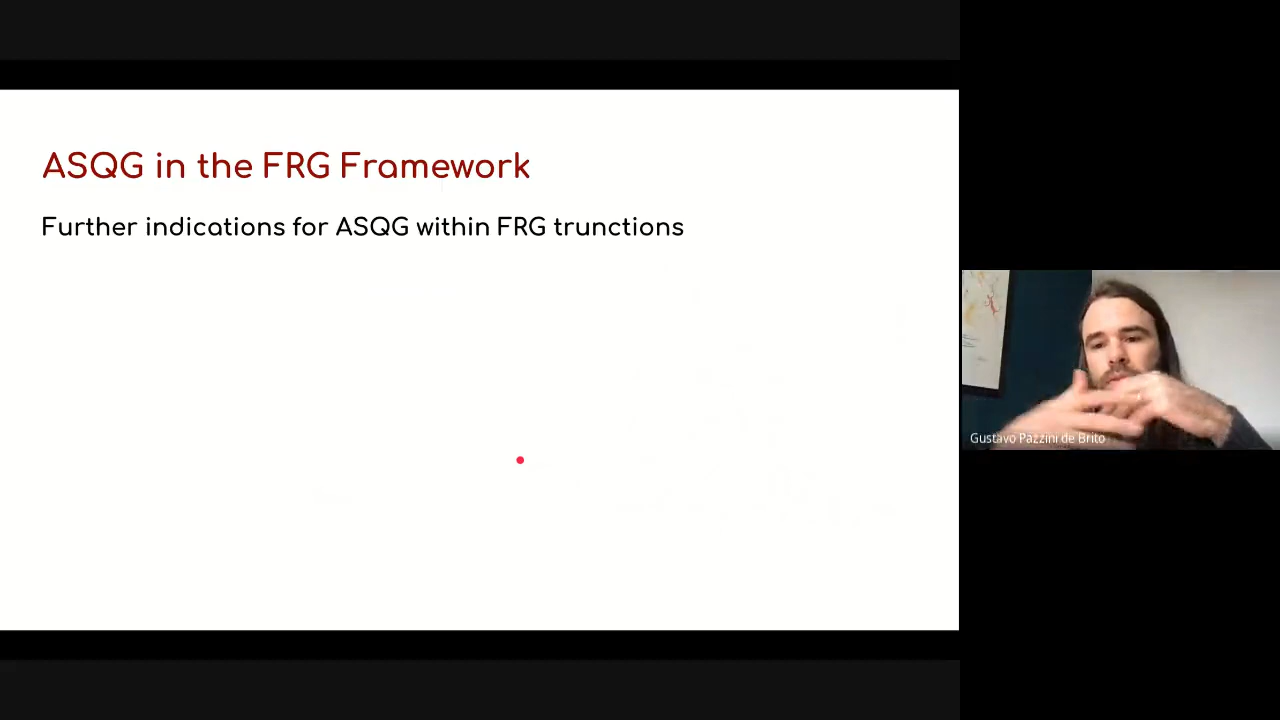 ASQG in the FRG Framework
Further indications for ASQG within FRG trunctions
Gustavo Pazzini de Brito